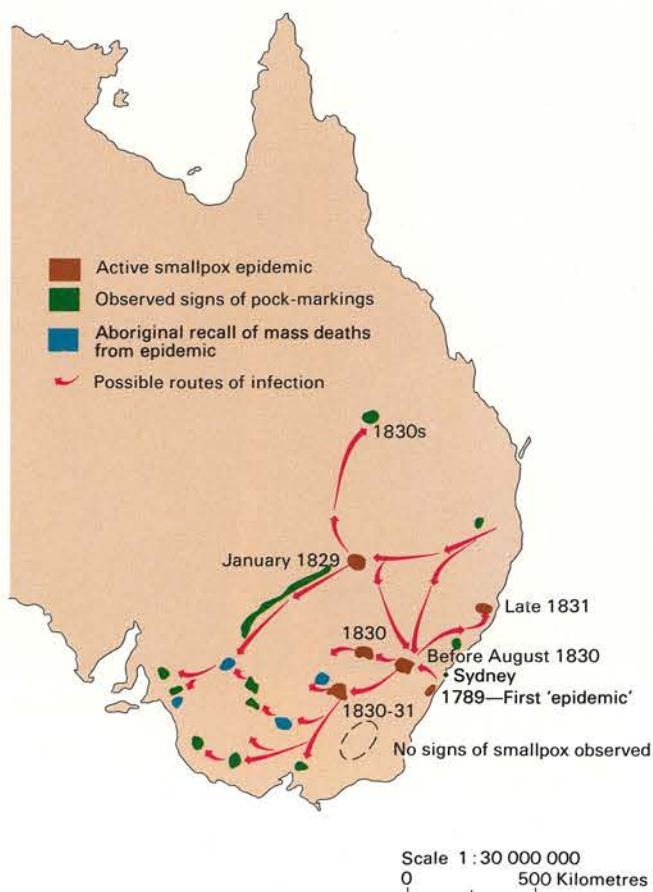 Active smallpox epidemic
Observed signs of pock-markings
Aboriginal recall of mass deaths
from epidemic
Possible routes of infection
1830s
January 1829
Late 1831
1830
Before August 1830
Sydney
1789—First 'epidemic'
1830-31
No signs of smallpox observed
Scale 1 : 30 000 000
0 500 Kilometres